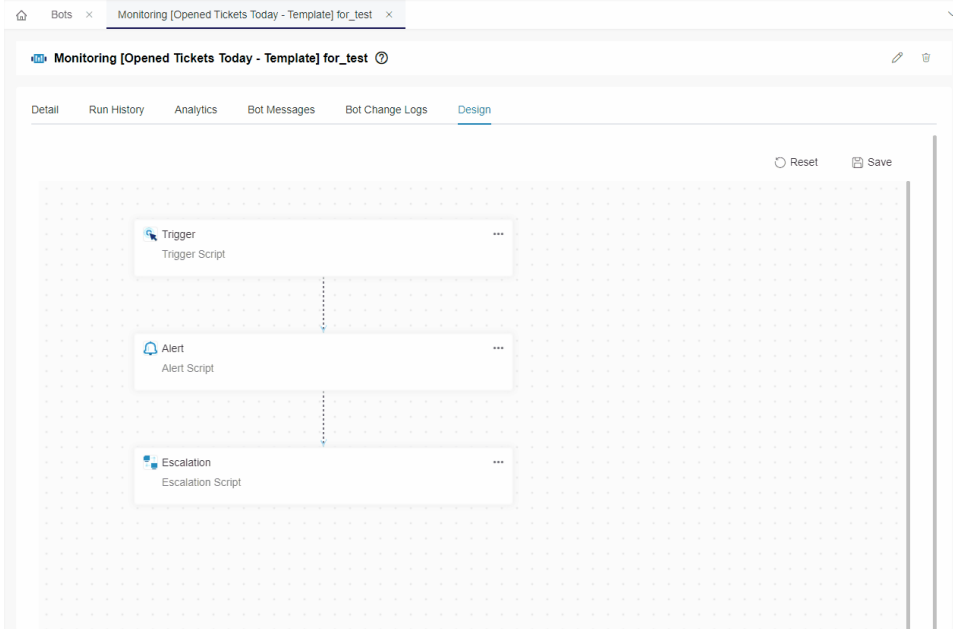 Bots
Monitoring [Opened Tickets Today - Template] for_test
Monitoring [Opened Tickets Today - Template] for_test
Detail Run History Analytics Bot Messages Bot Change Logs Design
Reset Save
Trigger
Trigger Script
Alert
Alert Script
Escalation
Escalation Script